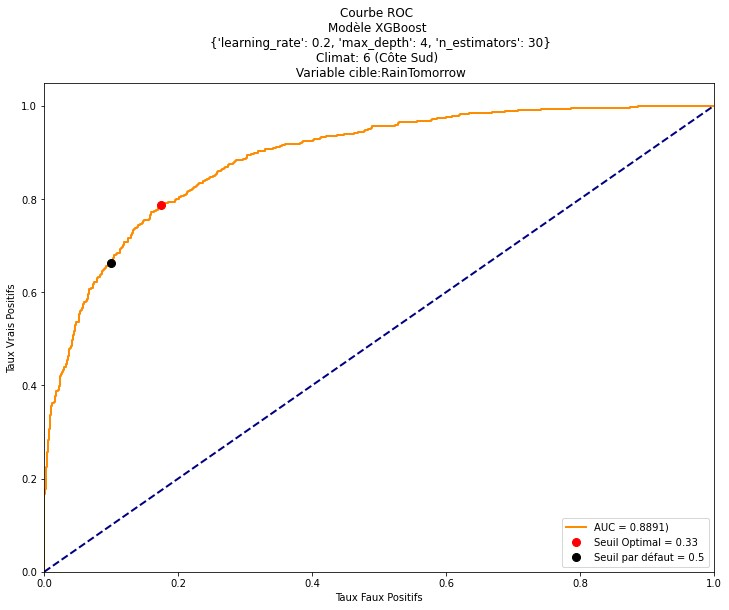 Courbe ROC
Modèle XGBoost
{'learning_rate': 0.2, 'max_depth': 4, 'n_estimators': 30}
Climat: 6 (Côte Sud)
Variable cible:RainTomorrow
Taux Vrais Positifs
1.0
0.8
0.6
0.4
0.2
0.0
AUC = 0.8891)
Seuil Optimal = 0.33
Seuil par défaut = 0.5
0.0 0.2 0.4 0.6 0.8 1.0
Taux Faux Positifs